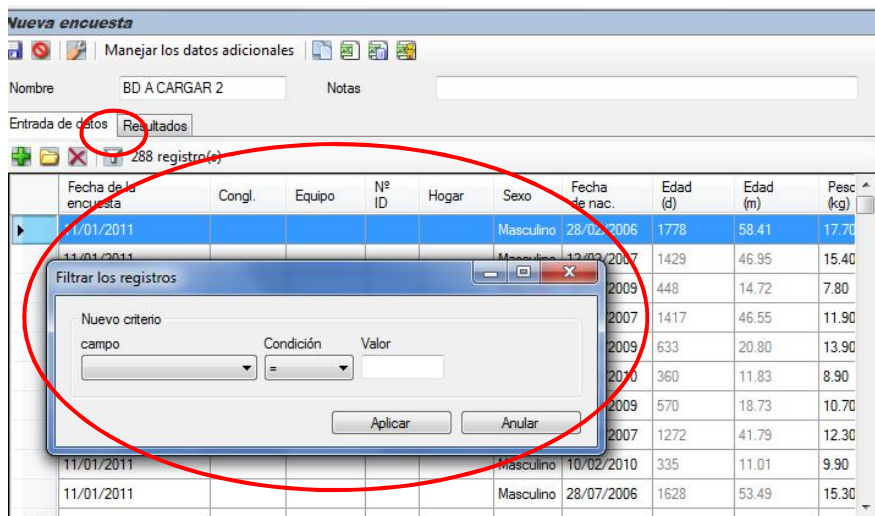 Nueva encuesta
Manejar los datos adicionales
Nombre BD A CARGAR 2 Notas
Entrada de datos Resultados
288 registro(s)
Fecha de la encuesta Congl. Equipo Nº ID Hogar Sexo Fecha de nac. Edad (d) Edad (m) Peso (kg)
11/01/2011 Masculino 28/02/2006 1778 58.41 17.70
11/01/2011 Masculino 12/02/2007 1429 46.95 15.40
Filtrar los registros
2009 448 14.72 7.80
Nuevo criterio
2007 1417 46.55 11.90
campo Condición Valor
2009 633 20.80 13.90
=
2010 360 11.83 8.90
2009 570 18.73 10.70
Aplicar Anular
2007 1272 41.79 12.30
11/01/2011 Masculino 10/02/2010 335 11.01 9.90
11/01/2011 Masculino 28/07/2006 1628 53.49 15.30